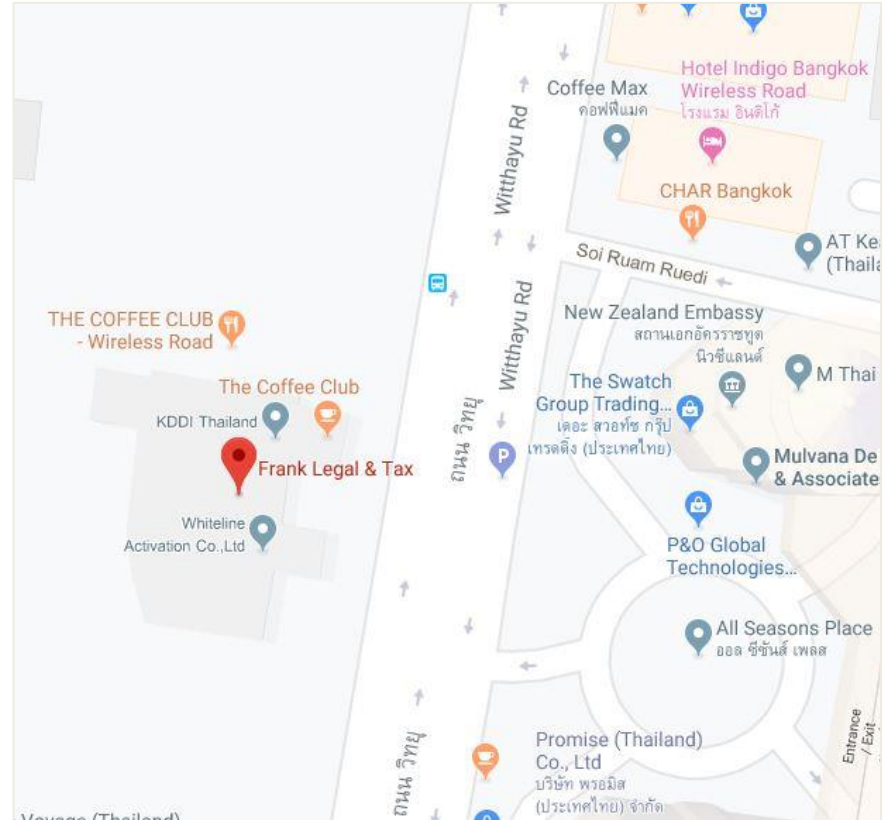 Hotel Indigo Bangkok
Wireless Road
โรงแรม อินดิโก้
Coffee Max
คอฟฟี่แมค
Witthayu Rd
CHAR Bangkok
AT Ke
(Thaila
Soi Ruam Ruedi
New Zealand Embassy
สถานเอกอัครราชทูต
นิวซีแลนด์
THE COFFEE CLUB
- Wireless Road
Witthayu Rd
M Thai
The Swatch
Group Trading...
เดอะ สวอท์ช กรุ๊ป
เทรดดิ้ง (ประเทศไทย)
The Coffee Club
KDDI Thailand
ถนน วิทยุ
P
Mulvana De
& Associate
Frank Legal & Tax
Whiteline
Activation Co.,Ltd
P&O Global
Technologies...
All Seasons Place
ออล ซีซันส์ เพลส
Entrance
/ Exit
Promise (Thailand)
Co., Ltd
บริษัท พรอมิส
(ประเทศไทย) จำกัด
ถนน วิทยุ
Voyage (Thailand)